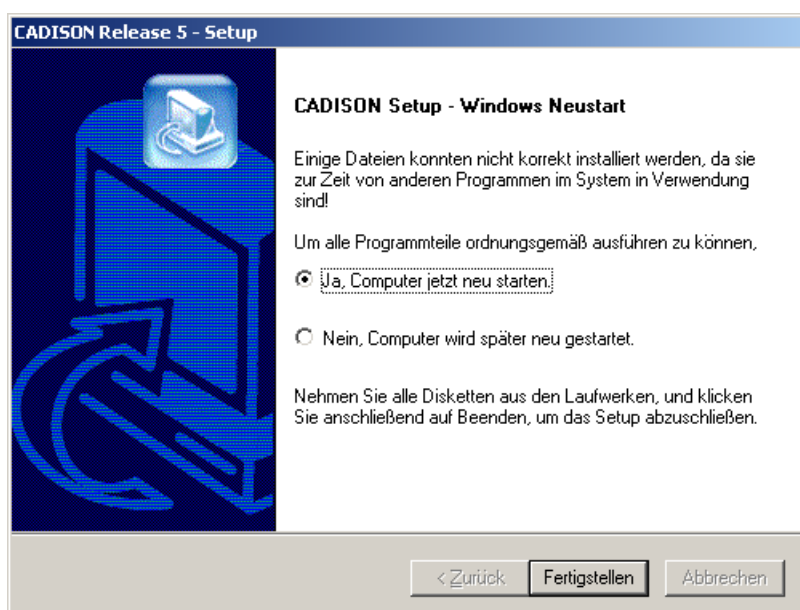 CADISON Release 5 - Setup
CADISON Setup - Windows Neustart
Einige Dateien konnten nicht korrekt installiert werden, da sie
zur Zeit von anderen Programmen im System in Verwendung
sind!
Um alle Programmteile ordnungsgemäß ausführen zu können,
Ja, Computer jetzt neu starten.
Nein, Computer wird später neu gestartet.
Nehmen Sie alle Disketten aus den Laufwerken, und klicken
Sie anschließend auf Beenden, um das Setup abzuschließen.
< Zurück Fertigstellen Abbrechen